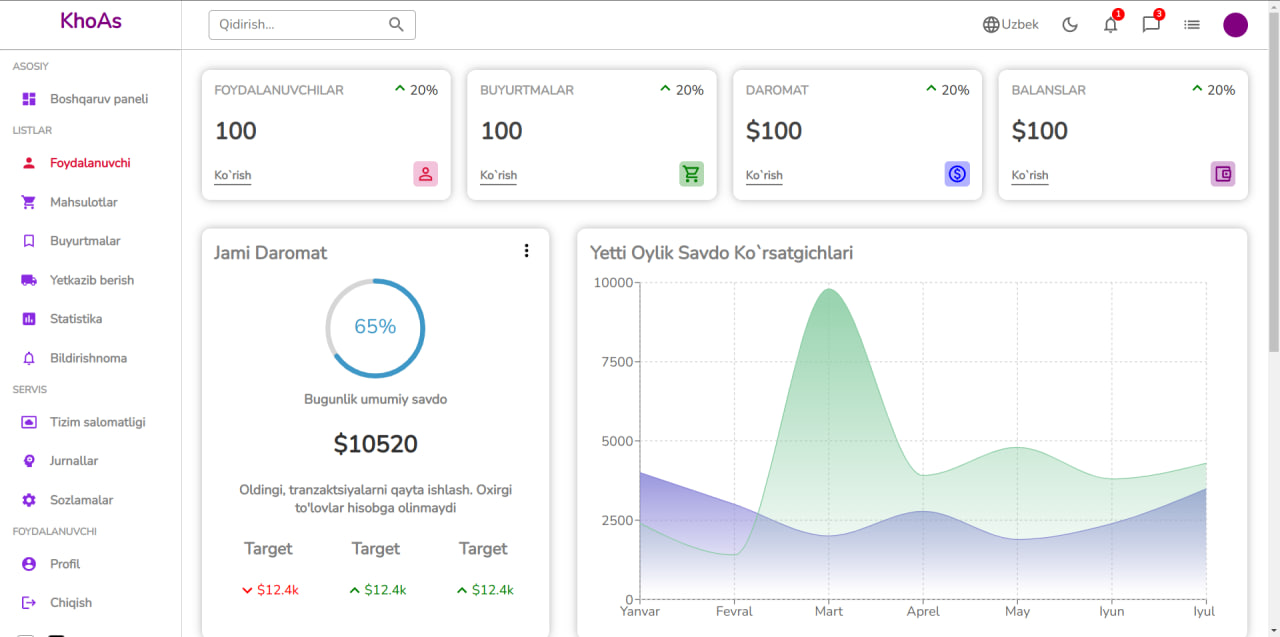 KhoAs
Qidirish...
Uzbek
1
3
ASOSIY
Boshqaruv paneli
LISTLAR
Foydalanuvchi
Mahsulotlar
Buyurtmalar
Yetkazib berish
Statistika
Bildirishnoma
SERVIS
Tizim salomatligi
Jurnallar
Sozlamalar
FOYDALANUVCHI
Profil
Chiqish
FOYDALANUVCHILAR
20%
100
Ko`rish
BUYURTMALAR
20%
100
Ko`rish
DAROMAT
20%
$100
Ko`rish
BALANSLAR
20%
$100
Ko`rish
Jami Daromat
65%
Bugunlik umumiy savdo
$10520
Oldingi, tranzaktsiyalarni qayta ishlash. Oxirgi
to'lovlar hisobga olinmaydi
Target Target Target
$12.4k $12.4k $12.4k
Yetti Oylik Savdo Ko`rsatgichlari
10000
7500
5000
2500
0
Yanvar Fevral Mart Aprel May Iyun Iyul